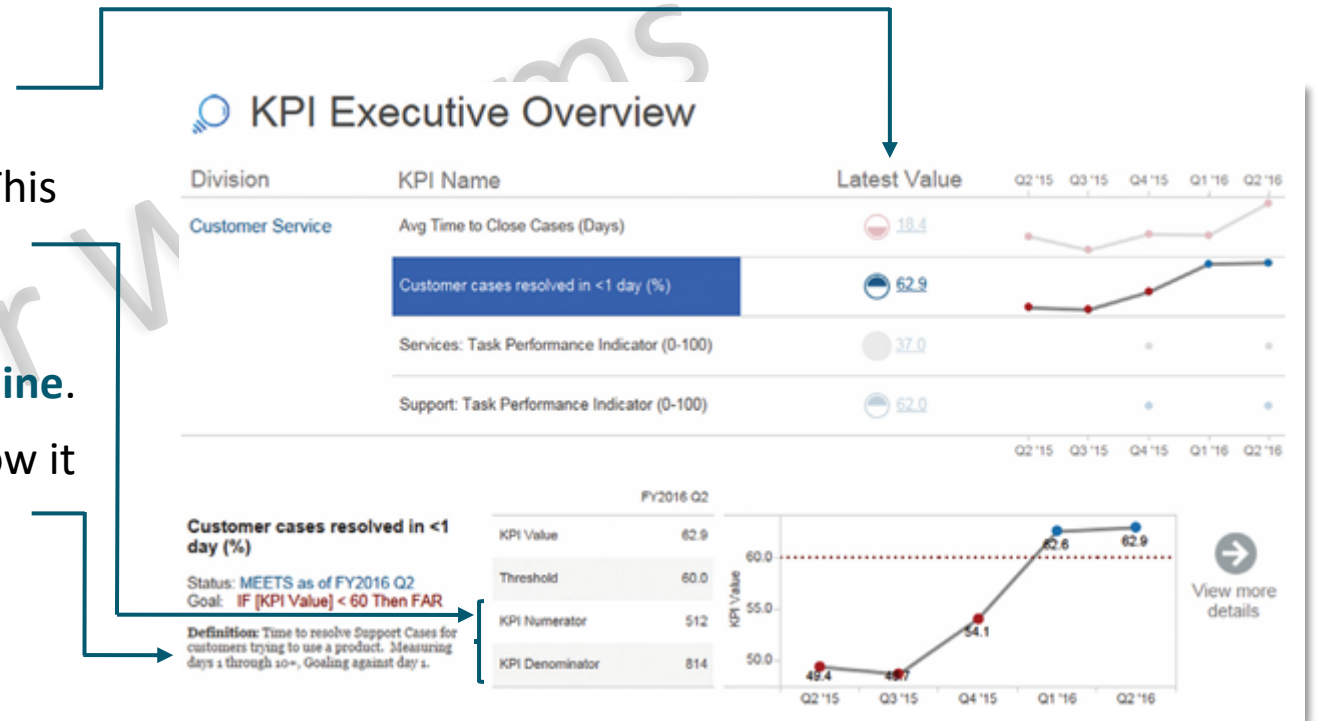 KPI Executive Overview
This
ine.
ow it
Division KPI Name Latest Value Q2 '15 Q3 '15 Q4 '15 Q1 '16 Q2 '16
Customer Service Avg Time to Close Cases (Days) 18.4
Customer cases resolved in <1 day (%) 62.9
Services: Task Performance Indicator (0-100) 37.0
Support: Task Performance Indicator (0-100) 62.0
Q2 '15 Q3 '15 Q4 '15 Q1 '16 Q2 '16
FY2016 Q2
Customer cases resolved in <1
day (%)
Status: MEETS as of FY2016 Q2
Goal: IF [KPI Value] < 60 Then FAR
Definition: Time to resolve Support Cases for
customers trying to use a product. Measuring
days 1 through 10+, Goaling against day 1.
KPI Value 62.9
Threshold 60.0
KPI Numerator 512
KPI Denominator 814
KPI Value
60.0
55.0
50.0
49.4
54.1
62.6
62.9
Q2 '15 Q3 '15 Q4 '15 Q1 '16 Q2 '16
View more
details